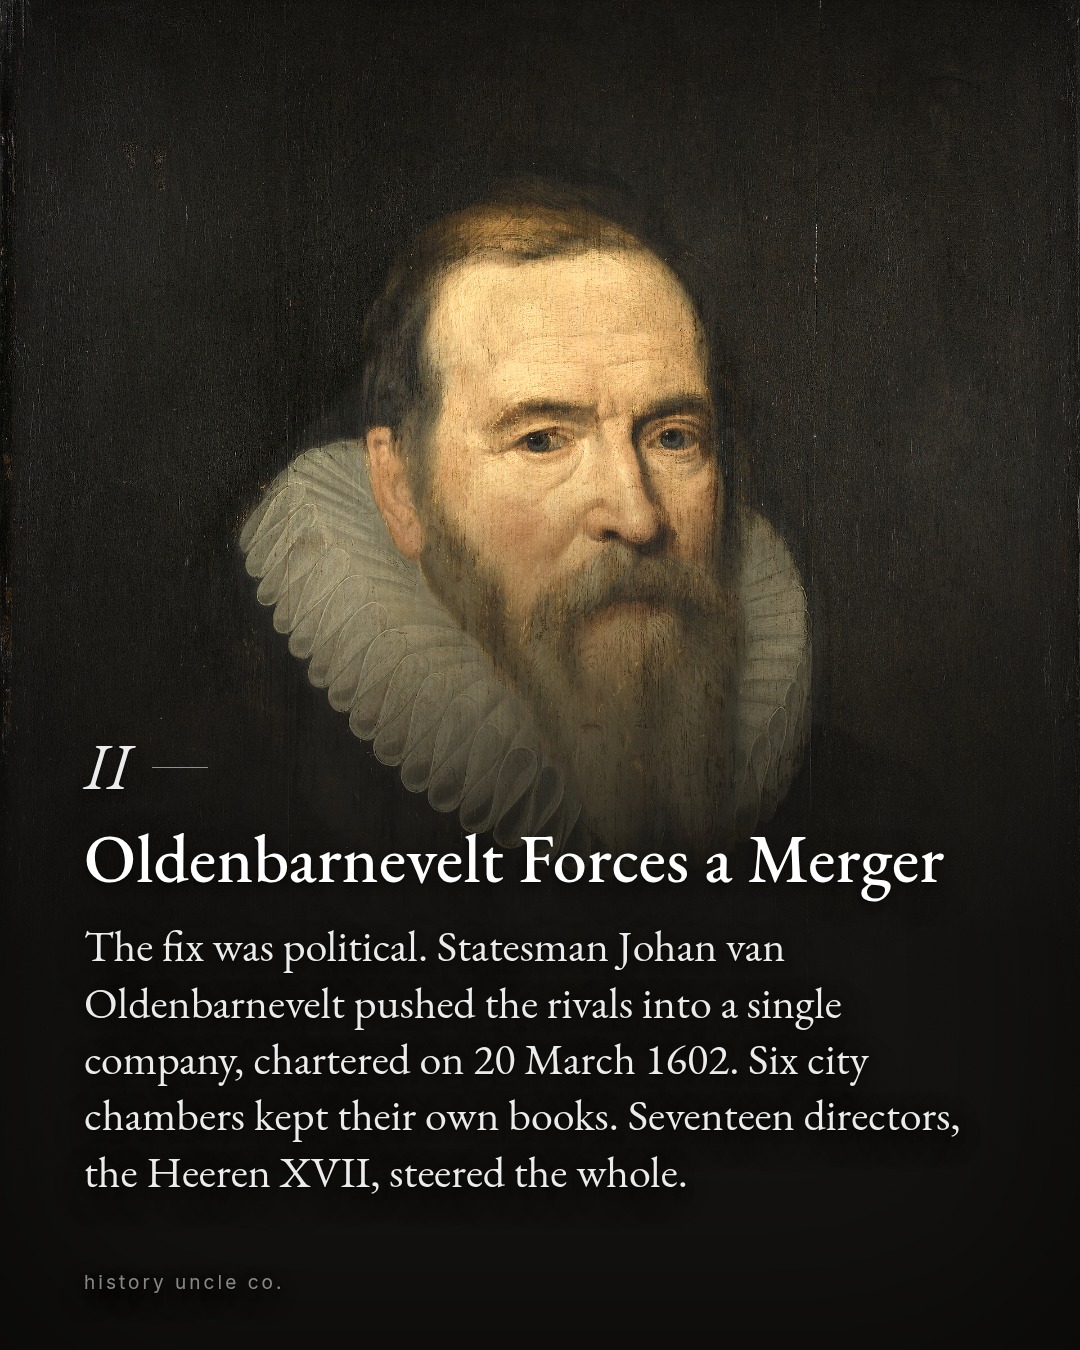 II
Oldenbarnevelt Forces a Merger
The fix was political. Statesman Johan van
Oldenbarnevelt pushed the rivals into a single
company, chartered on 20 March 1602. Six city
chambers kept their own books. Seventeen directors,
the Heeren XVII, steered the whole.
history uncle co.